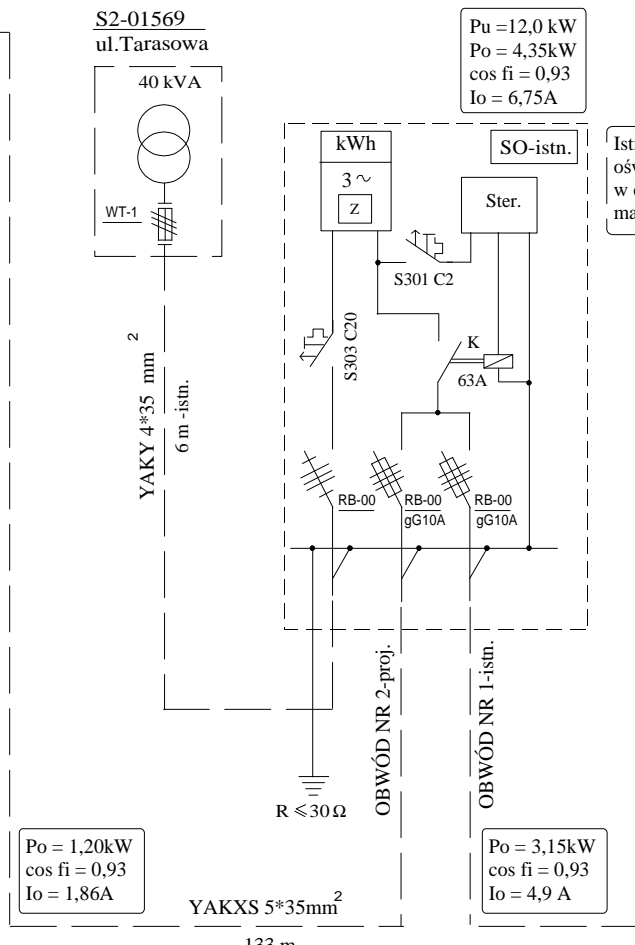 S2-01569
ul.Tarasowa
40 kVA
WT-1
YAKY 4*35 mm²
6 m -istn.
Pu =12,0 kW
Po = 4,35kW
cos fi = 0,93
Io = 6,75A
kWh
3 ~
Z
SO-istn.
Ster.
S301 C2
S303 C20
K
63A
RB-00
RB-00
gG10A
RB-00
gG10A
OBWÓD NR 2-proj.
OBWÓD NR 1-istn.
R ⩽30 Ω
Po = 1,20kW
cos fi = 0,93
Io = 1,86A
YAKXS 5*35mm²
133 m
Po = 3,15kW
cos fi = 0,93
Io = 4,9 A